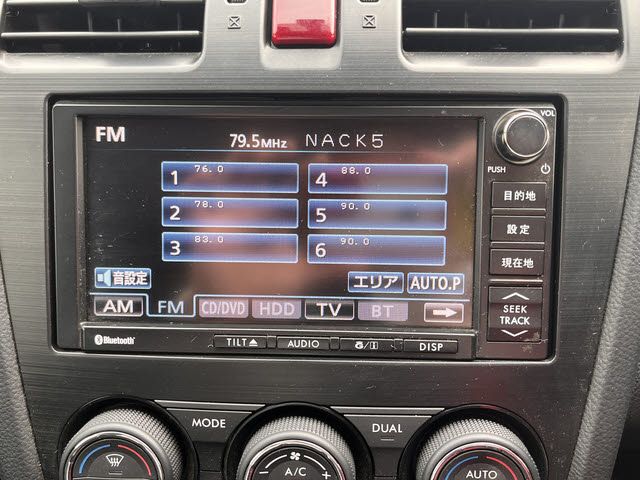 VOL
FM 79.5MHz NACK5
PUSH
1 76.0
4 88.0
2 78.0
5 90.0
3 83.0
6 90.0
目的地
設定
現在地
音設定 エリア AUTO.P
AM FM CD/DVD HDD TV BT
SEEK
TRACK
Bluetooth TILT AUDIO DISP
MODE DUAL
A/C
AUTO